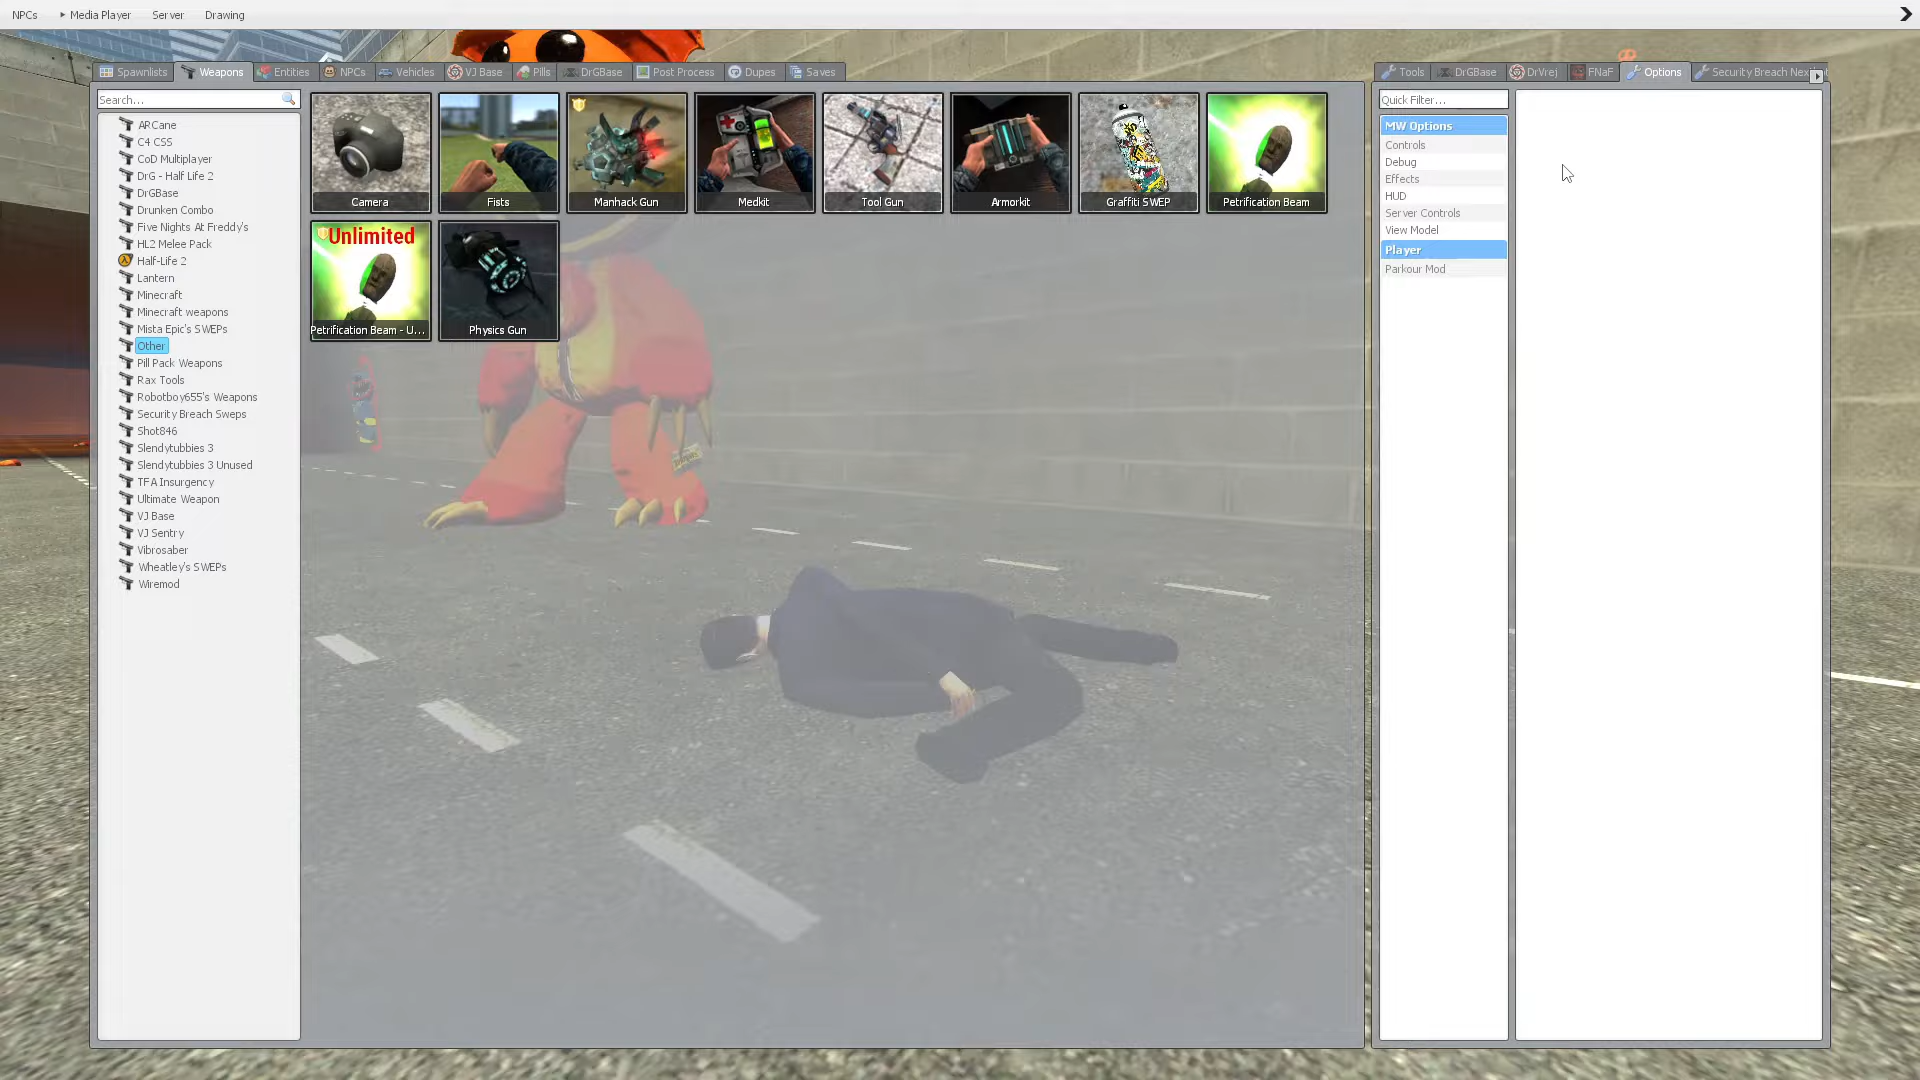 NPCs
Media Player
Server
Drawing
Spawnlists
Weapons
Entities
NPCs
Vehicles
VJ Base
Pills
DrGBase
Post Process
Dupes
Saves
Search...
ARCane
C4 CSS
CoD Multiplayer
DrG - Half Life 2
DrGBase
Drunken Combo
Five Nights At Freddy's
HL2 Melee Pack
Half-Life 2
Lantern
Minecraft
Minecraft weapons
Mista Epic's SWEPs
Other
Pill Pack Weapons
Rax Tools
Robotboy655's Weapons
Security Breach Sweps
Shot846
Slendytubbies 3
Slendytubbies 3 Unused
TFA Insurgency
Ultimate Weapon
VJ Base
VJ Sentry
Vibrosaber
Wheatley's SWEPs
Wiremod
Camera
Fists
Manhack Gun
Medkit
Tool Gun
Armorkit
Graffiti SWEP
Petrification Beam
Unlimited
Petrification Beam - U...
Physics Gun
Tools
DrGBase
DrVrej
FNaF
Options
Security Breach
Quick Filter...
MW Options
Controls
Debug
Effects
HUD
Server Controls
View Model
Player
Parkour Mod